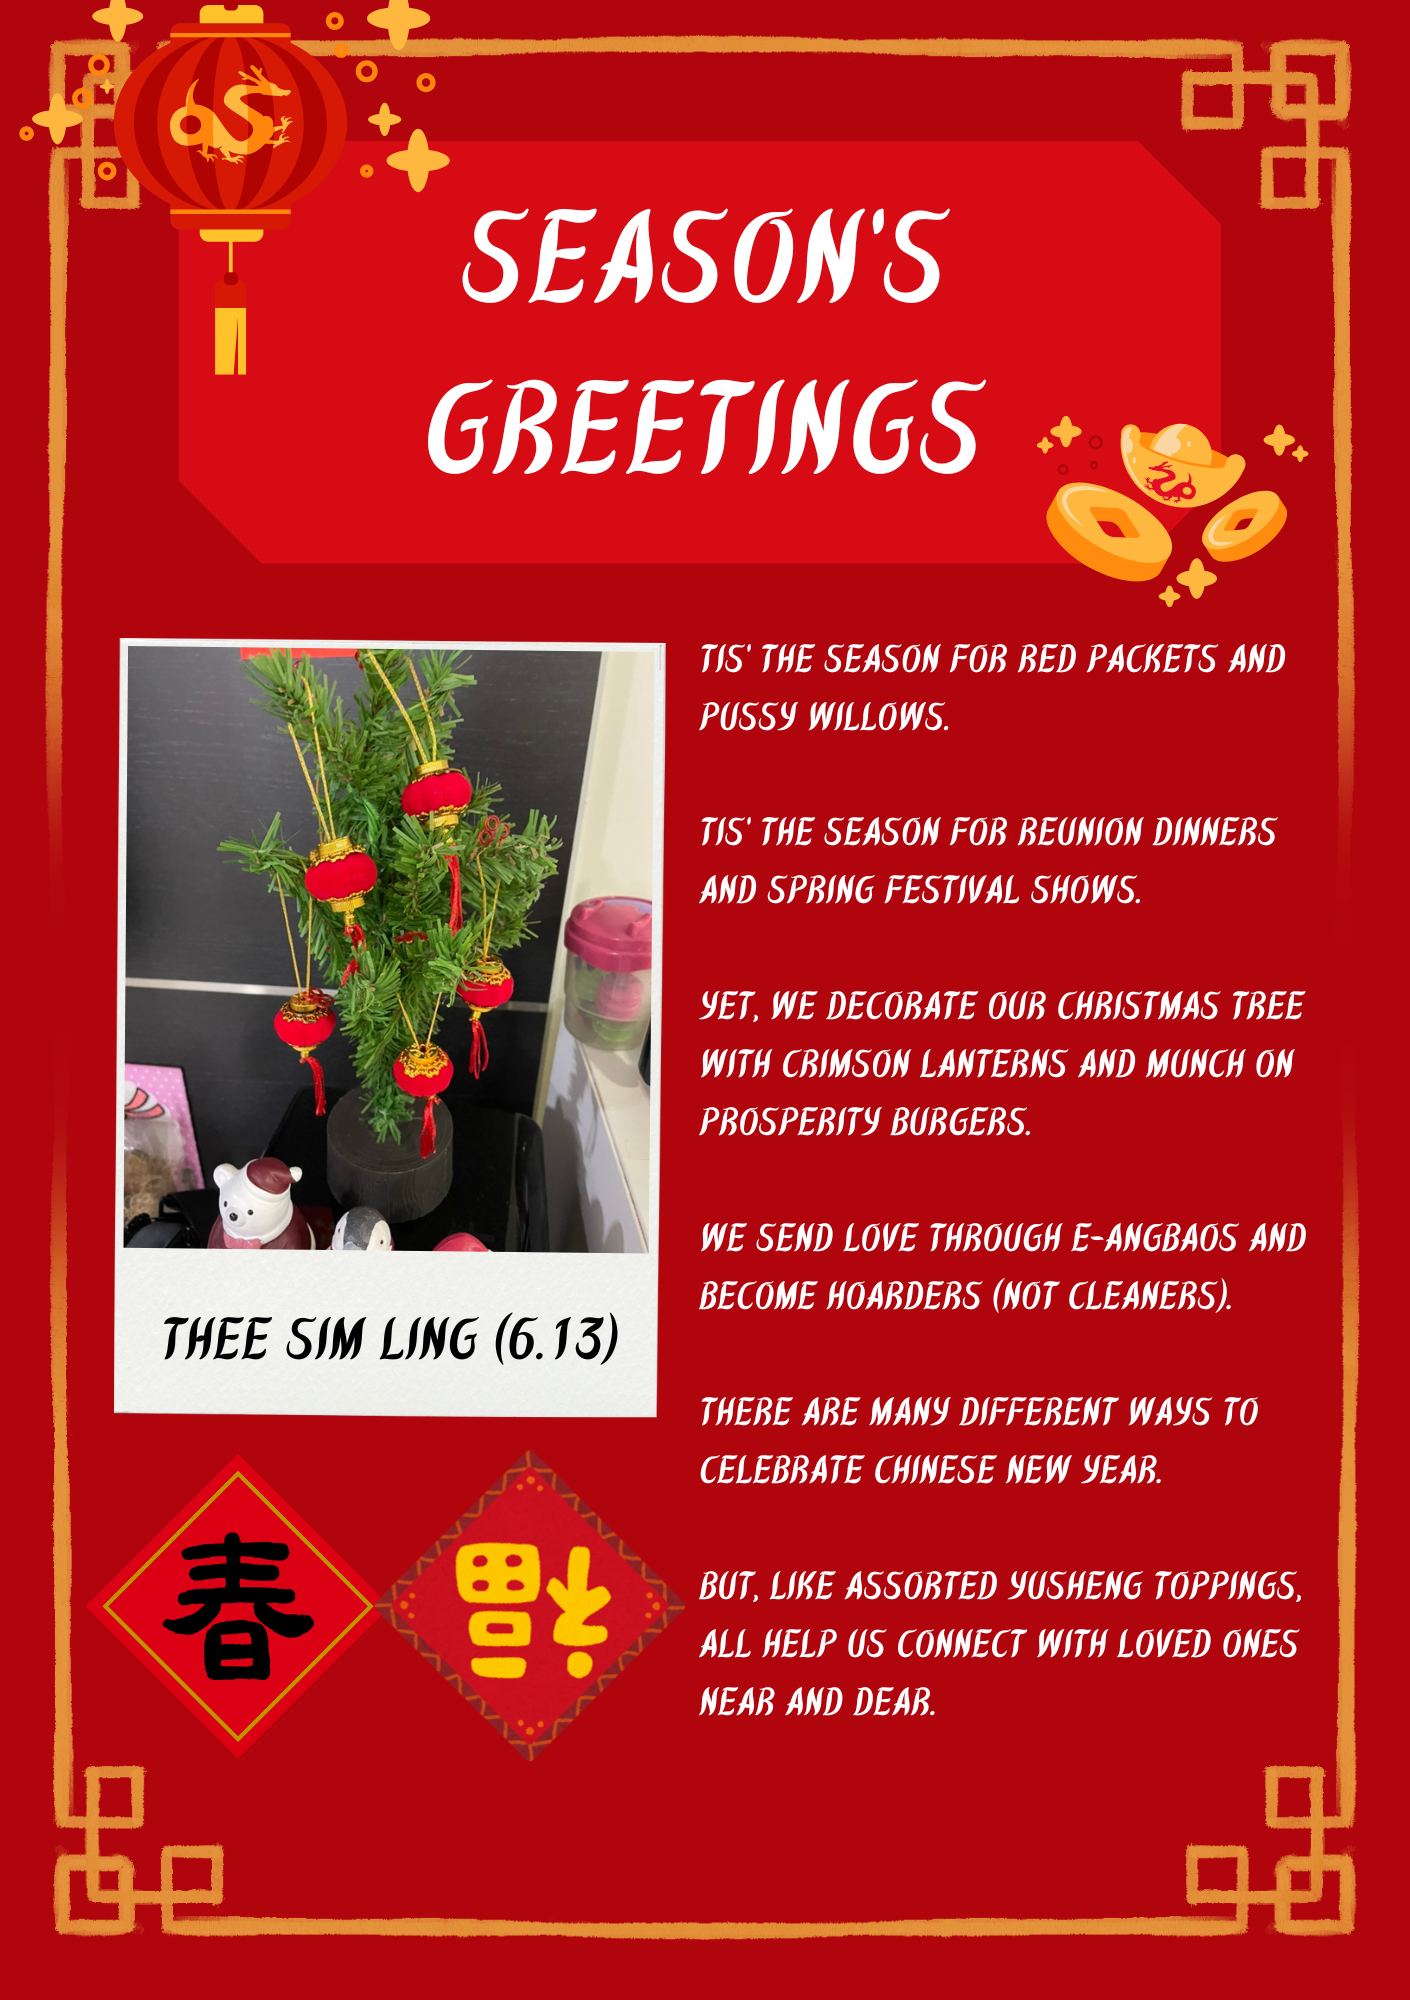 SEASON'S
GREETINGS
TIS' THE SEASON FOR RED PACKETS AND
PUSSY WILLOWS.
TIS' THE SEASON FOR REUNION DINNERS
AND SPRING FESTIVAL SHOWS.
YET, WE DECORATE OUR CHRISTMAS TREE
WITH CRIMSON LANTERNS AND MUNCH ON
PROSPERITY BURGERS.
WE SEND LOVE THROUGH E-ANGBAOS AND
BECOME HOARDERS (NOT CLEANERS).
THERE ARE MANY DIFFERENT WAYS TO
CELEBRATE CHINESE NEW YEAR.
BUT, LIKE ASSORTED YUSHENG TOPPINGS,
ALL HELP US CONNECT WITH LOVED ONES
NEAR AND DEAR.
THEE SIM LING (6.13)
春
福